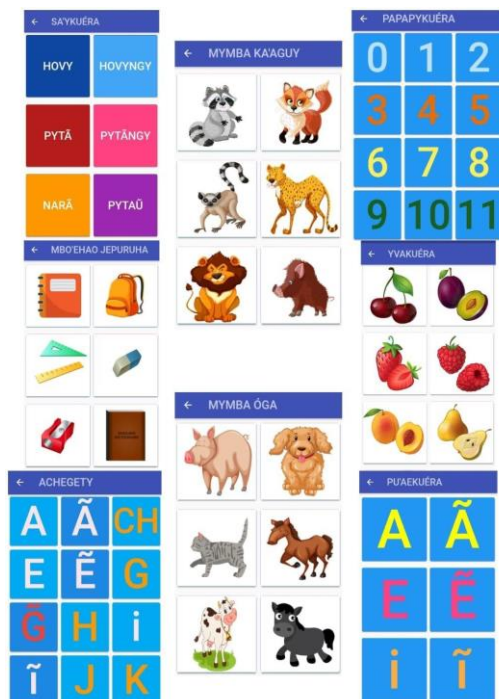 SA'YKUÉRA
HOVY HOVYNGY
PYTÃ PYTÃNGY
NARÃ PYTAŨ
MBO'EHAO JEPURUHA
ACHEGETY
A Ã CH
E Ẽ G
G̃ H i
ĩ J K
MYMBA KA'AGUY
MYMBA ÓGA
PAPAPYKUÉRA
0 1 2
3 4 5
6 7 8
9 10 11
YVAKUÉRA
PU'AEKUÉRA
A Ã
E Ẽ
i ĩ